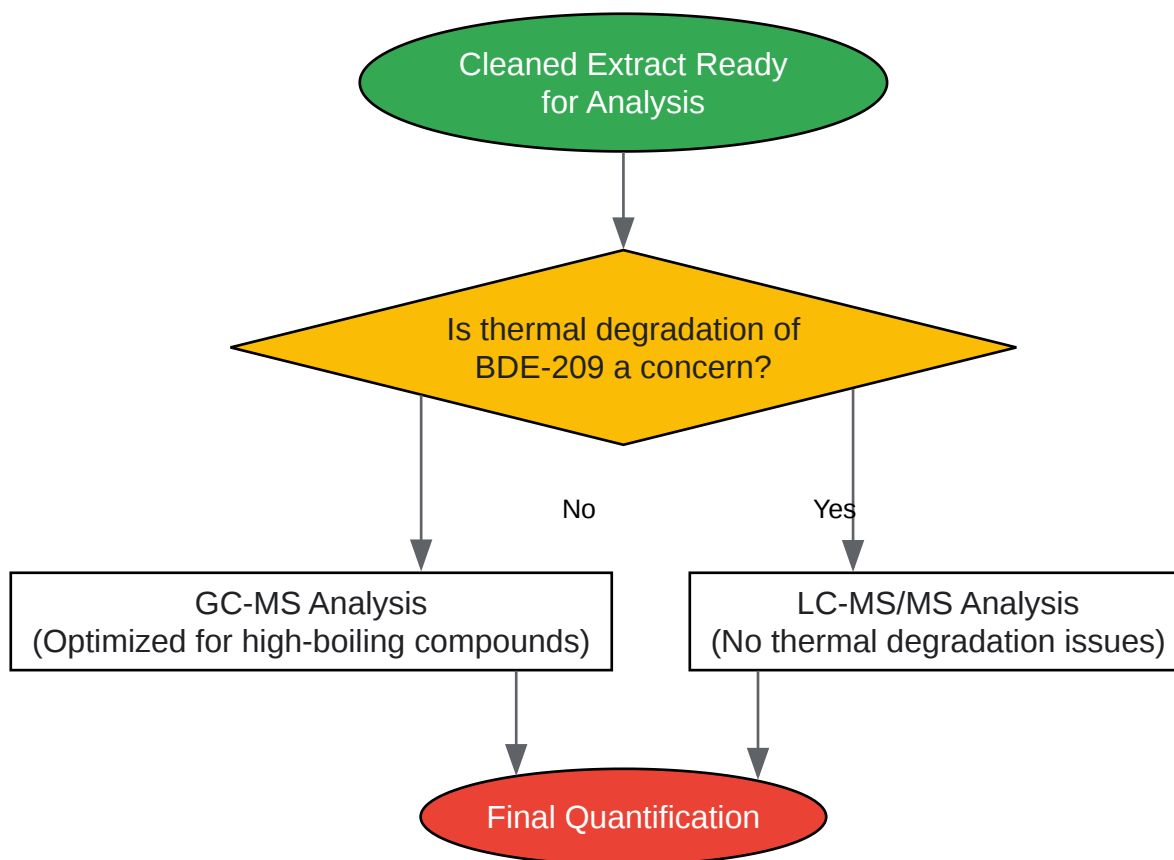 Cleaned Extract Ready
for Analysis
Is thermal degradation of
BDE-209 a concern?
No
Yes
GC-MS Analysis
(Optimized for high-boiling compounds)
LC-MS/MS Analysis
(No thermal degradation issues)
Final Quantification